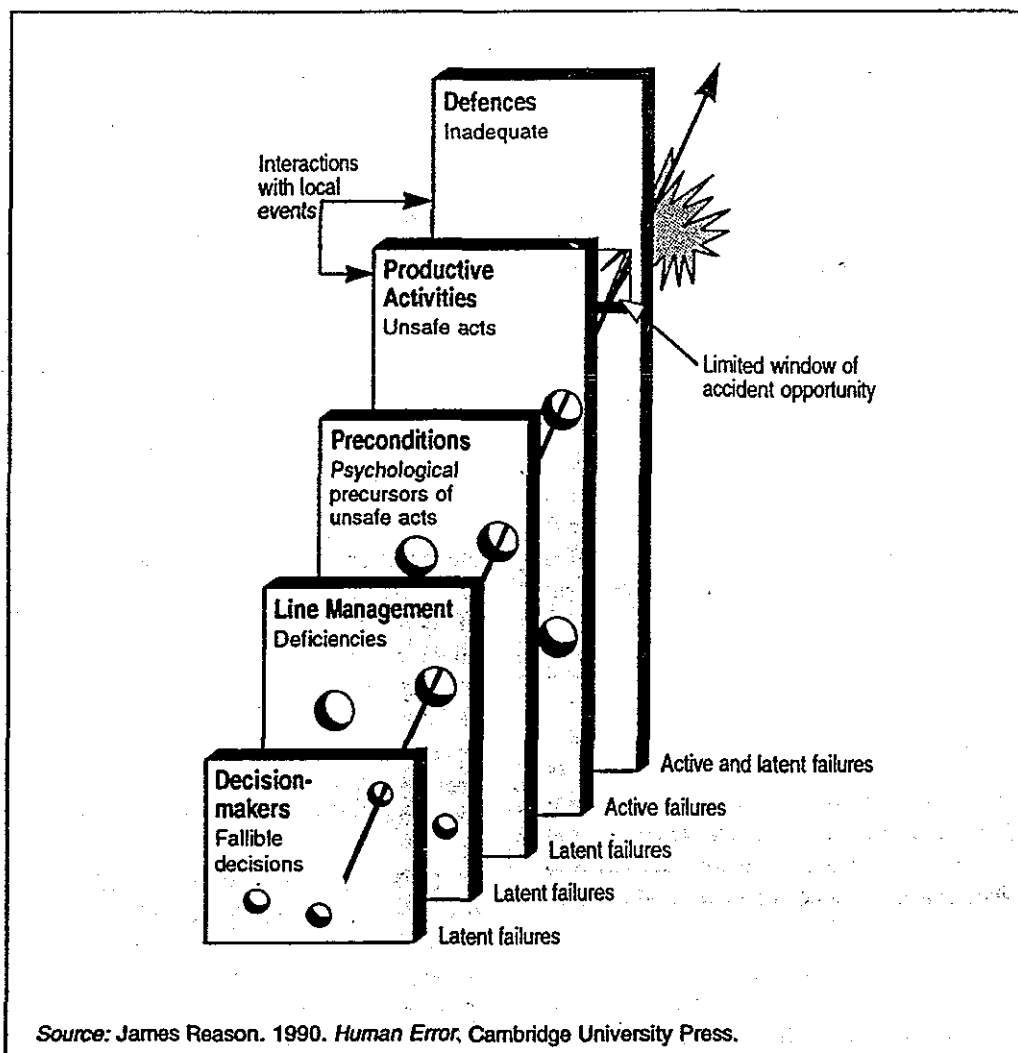 Defences
Inadequate
Interactions
with local
events
Productive
Activities
Unsafe acts
Limited window of
accident opportunity
Preconditions
Psychological
precursors of
unsafe acts
Line Management
Deficiencies
Decision-
makers
Fallible
decisions
Active and latent failures
Active failures
Latent failures
Latent failures
Latent failures
Source: James Reason. 1990. Human Error, Cambridge University Press.